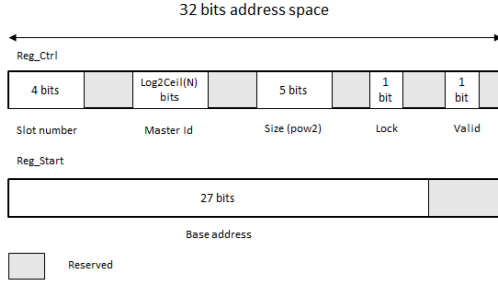 32 bits address space
Reg_Ctrl
4 bits
Log2Ceil(N)
bits
5 bits
1
bit
1
bit
Slot number
Master Id
Size (pow2)
Lock
Valid
Reg_Start
27 bits
Base address
Reserved